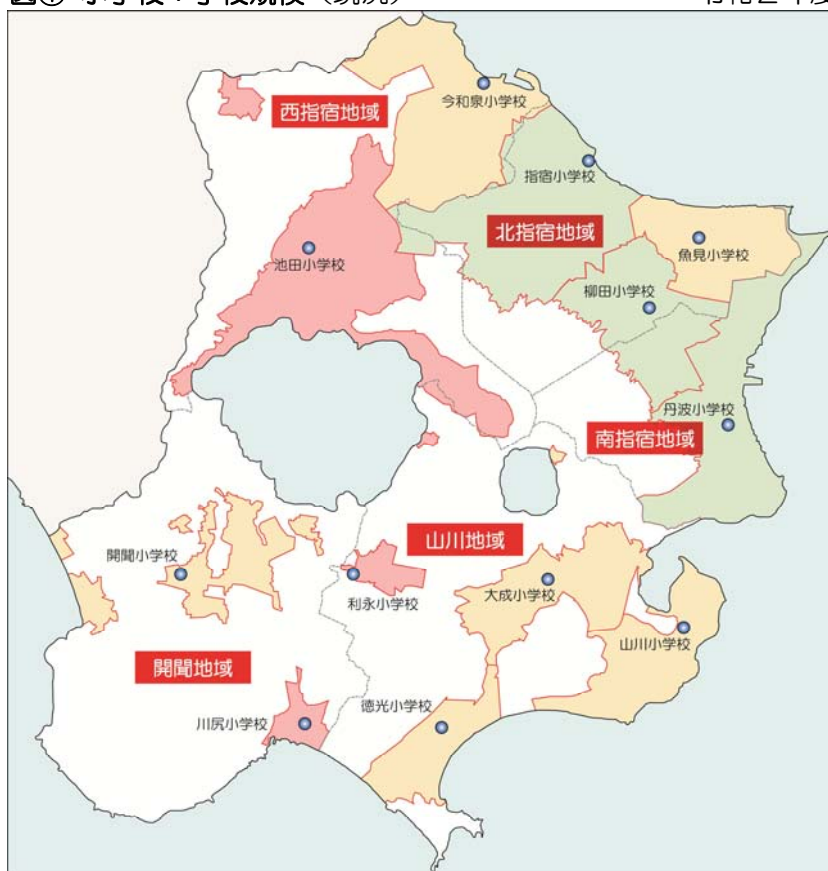 西指宿地域
今和泉小学校
指宿小学校
北指宿地域
魚見小学校
池田小学校
柳田小学校
丹波小学校
南指宿地域
山川地域
開聞小学校
利永小学校
大成小学校
山川小学校
開聞地域
徳光小学校
川尻小学校